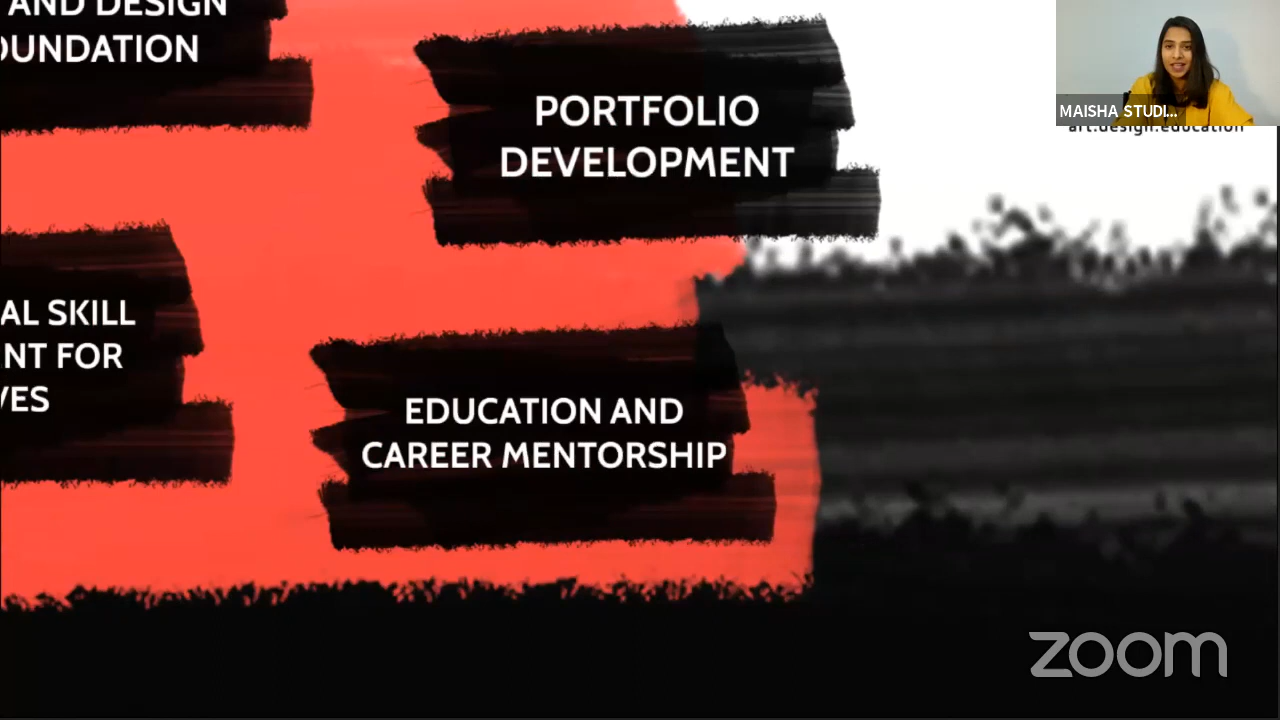 AND DESIGN
OUNDATION
PORTFOLIO
DEVELOPMENT
MAISHA STUDI...
art.design.education
AL SKILL
NT FOR
VES
EDUCATION AND
CAREER MENTORSHIP
zoom